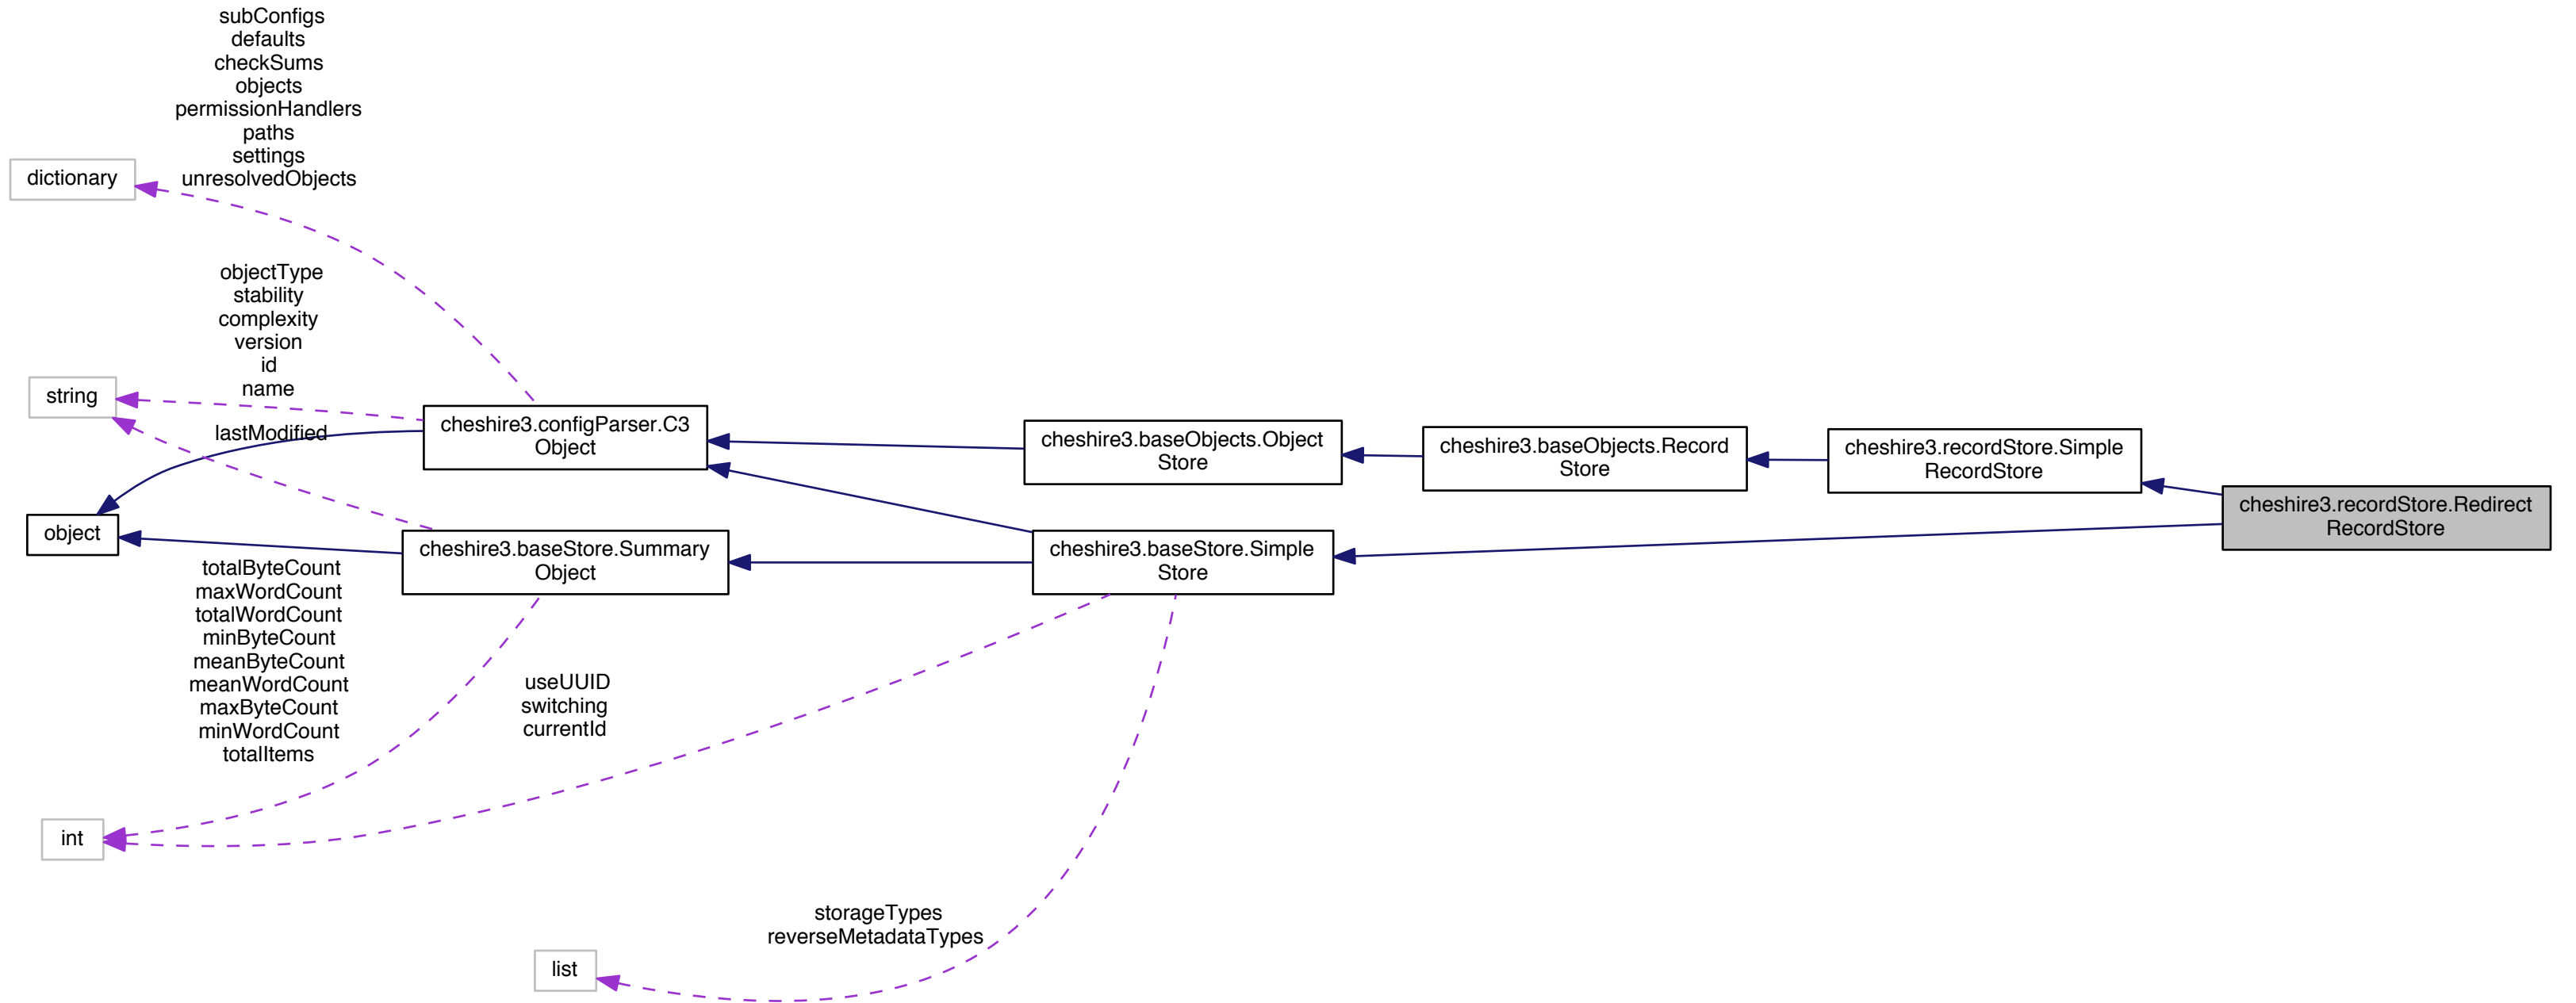 subConfigs
defaults
checkSums
objects
permissionHandlers
paths
settings
unresolvedObjects
dictionary
objectType
stability
complexity
version
id
name
string
lastModified
object
cheshire3.configParser.C3
Object
cheshire3.baseObjects.Object
Store
cheshire3.baseObjects.Record
Store
cheshire3.recordStore.Simple
RecordStore
cheshire3.recordStore.Redirect
RecordStore
cheshire3.baseStore.Summary
Object
cheshire3.baseStore.Simple
Store
totalByteCount
maxWordCount
totalWordCount
minByteCount
meanByteCount
meanWordCount
maxByteCount
minWordCount
totalItems
useUUID
switching
currentId
int
storageTypes
reverseMetadataTypes
list